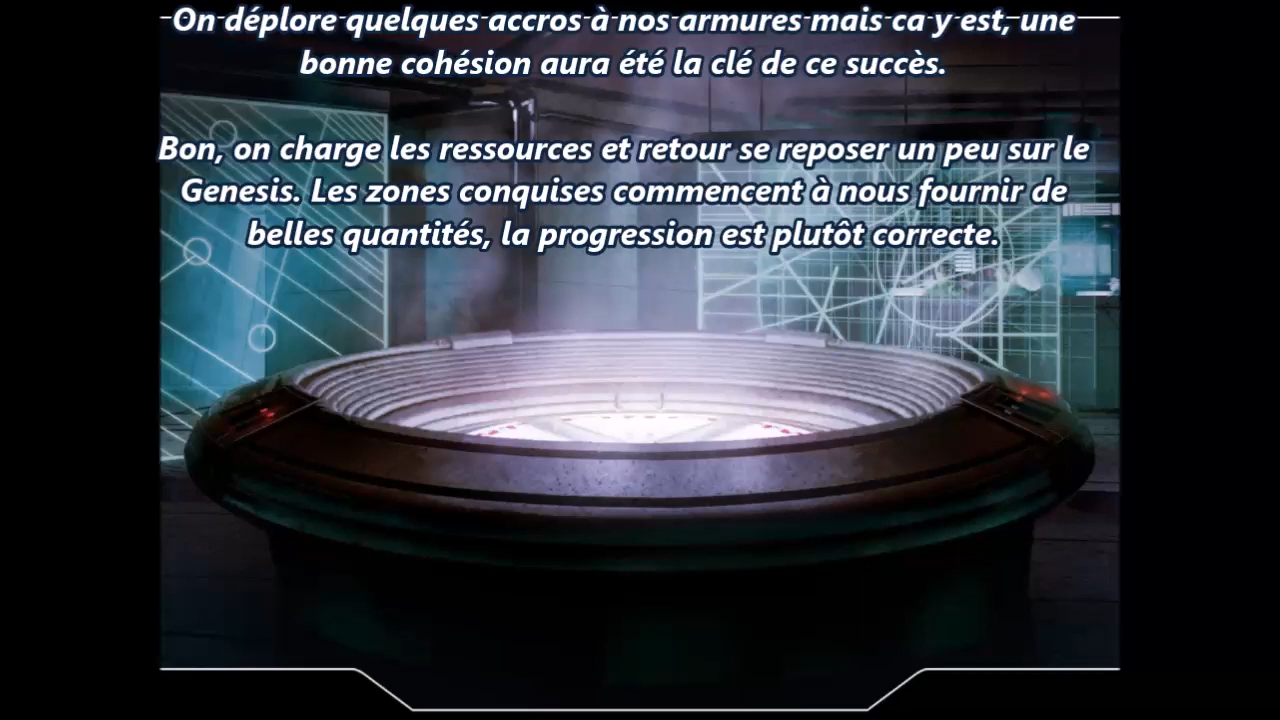 On déplore quelques accros à nos armures mais ca y est, une
bonne cohésion aura été la clé de ce succès.
Bon, on charge les ressources et retour se reposer un peu sur le
Genesis. Les zones conquises commencent à nous fournir de
belles quantités, la progression est plutôt correcte.